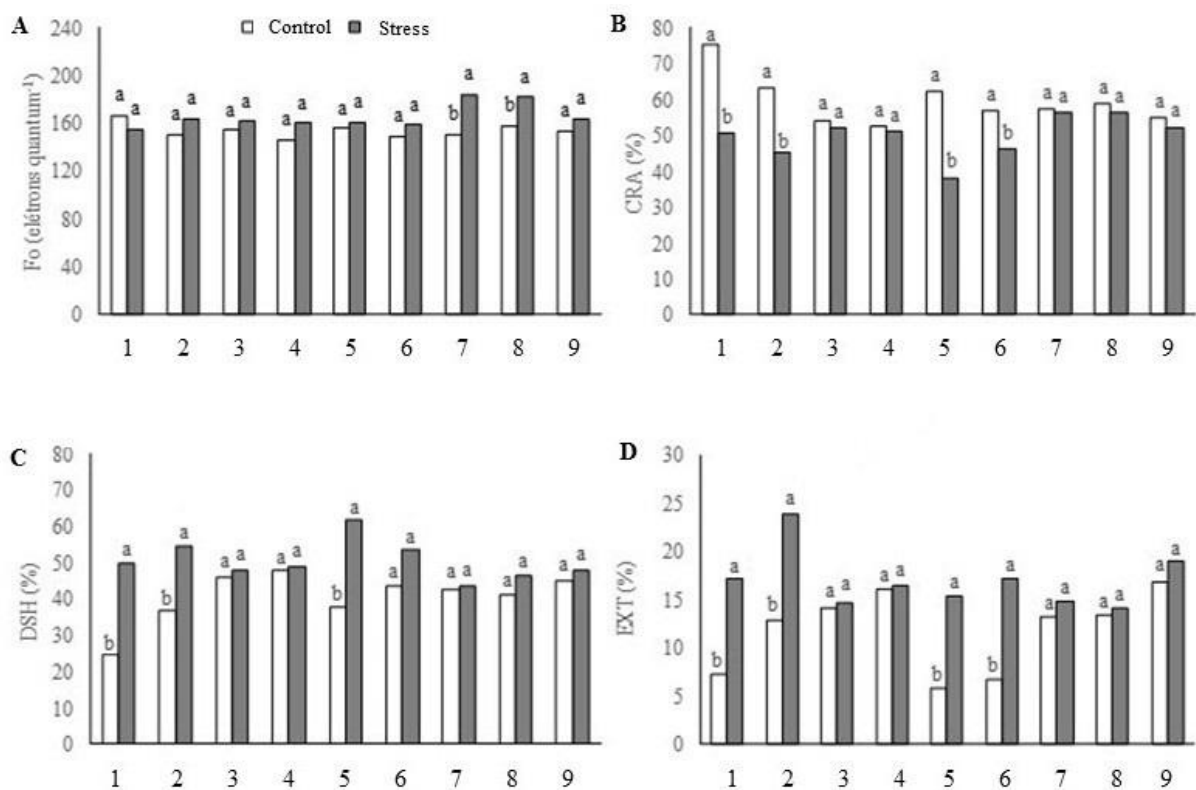 A
Control Stress
Fo (elétrons quantum⁻¹)
240
200
160
120
80
40
0
a a a a a a a a a a a a b a b a a a
1 2 3 4 5 6 7 8 9
B
CRA (%)
80
70
60
50
40
30
20
10
0
a b a b a a a a a b a b a a a a a a
1 2 3 4 5 6 7 8 9
C
DSH (%)
80
70
60
50
40
30
20
10
0
b a b a a a a a b a a a a a a a a a
1 2 3 4 5 6 7 8 9
D
EXT (%)
30
25
20
15
10
5
0
b a b a a a a a b a b a a a a a a a
1 2 3 4 5 6 7 8 9